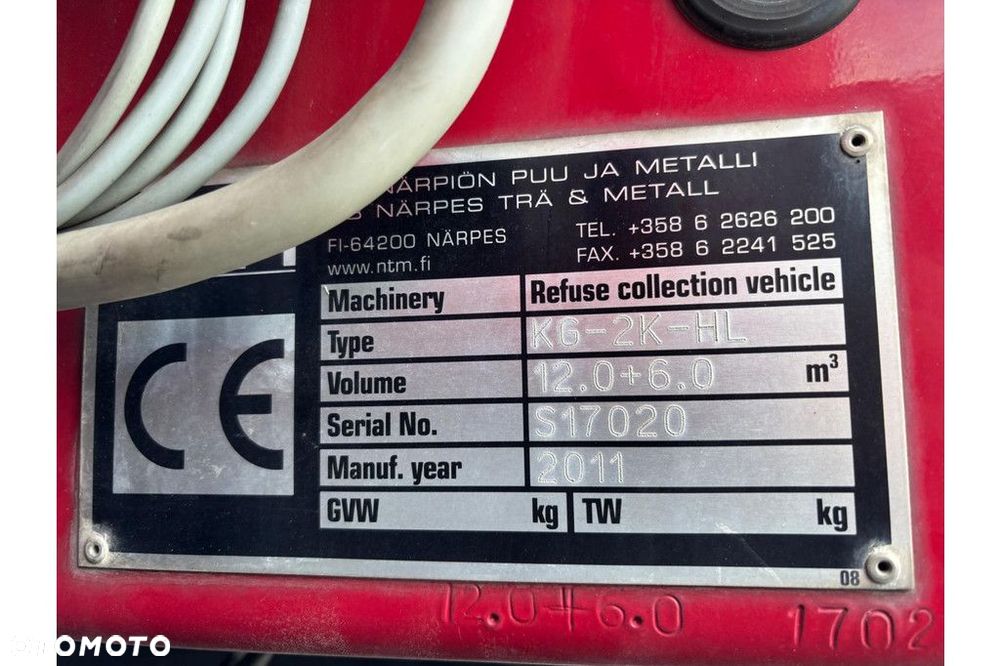 NÄRPIÖN PUU JA METALLI
NÄRPES TRÄ & METALL
FI-64200 NÄRPES
www.ntm.fi
TEL. +358 6 2626 200
FAX. +358 6 2241 525
Machinery Refuse collection vehicle
Type KG-2K-HL
Volume 12.0+6.0 m³
Serial No. S17020
Manuf. year 2011
GVW kg TW kg
CE
08
12.0+6.0 1702
OTOMOTO